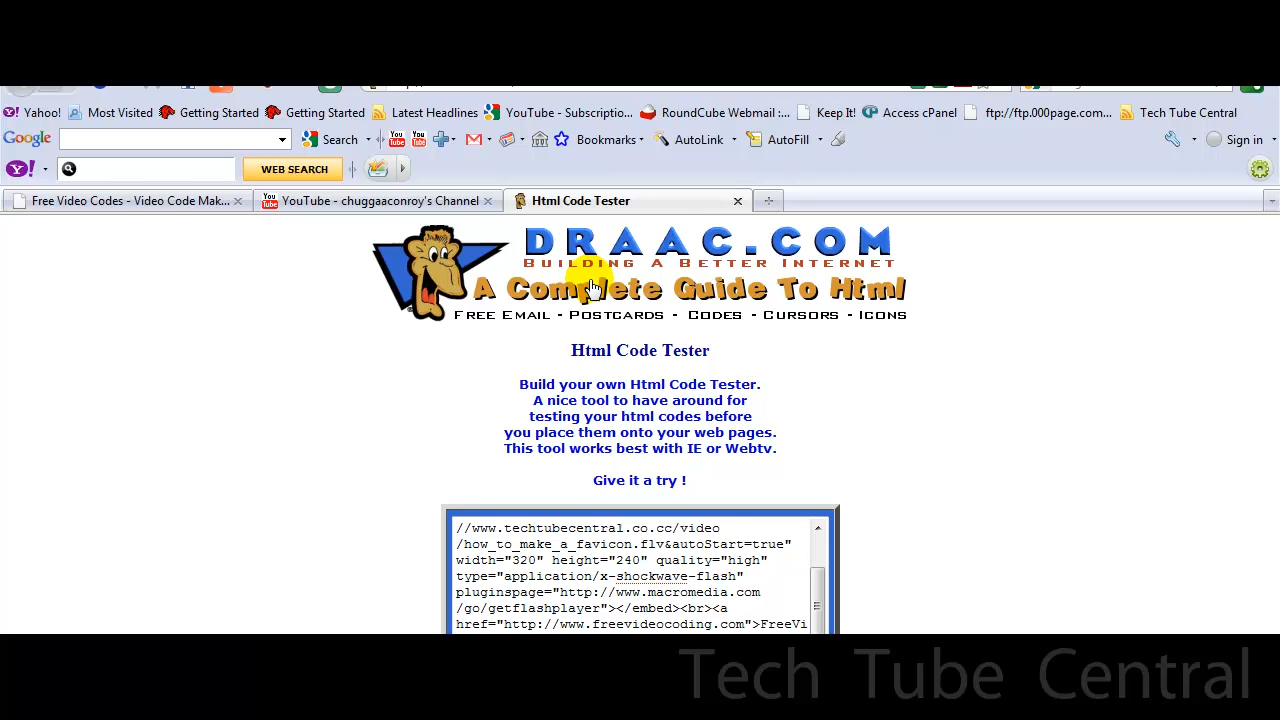 Yahoo! Most Visited Getting Started Getting Started Latest Headlines YouTube - Subscriptio... RoundCube Webmail :... Keep It! Access cPanel ftp://ftp.000page.com... Tech Tube Central
Google Search Bookmarks AutoLink AutoFill Sign in
Y! WEB SEARCH
Free Video Codes - Video Code Mak... YouTube - chuggaaconroy's Channel Html Code Tester
DRAAC.COM
BUILDING A BETTER INTERNET
A Complete Guide To Html
FREE EMAIL - POSTCARDS - CODES - CURSORS - ICONS
Html Code Tester
Build your own Html Code Tester.
A nice tool to have around for
testing your html codes before
you place them onto your web pages.
This tool works best with IE or Webtv.
Give it a try !
//www.techtubecentral.co.cc/video
/how_to_make_a_favicon.flv&autoStart=true"
width="320" height="240" quality="high"
type="application/x-shockwave-flash"
pluginspage="http://www.macromedia.com
/go/getflashplayer"></embed><br><a
href="http://www.freevideocoding.com">FreeVi
Tech Tube Central